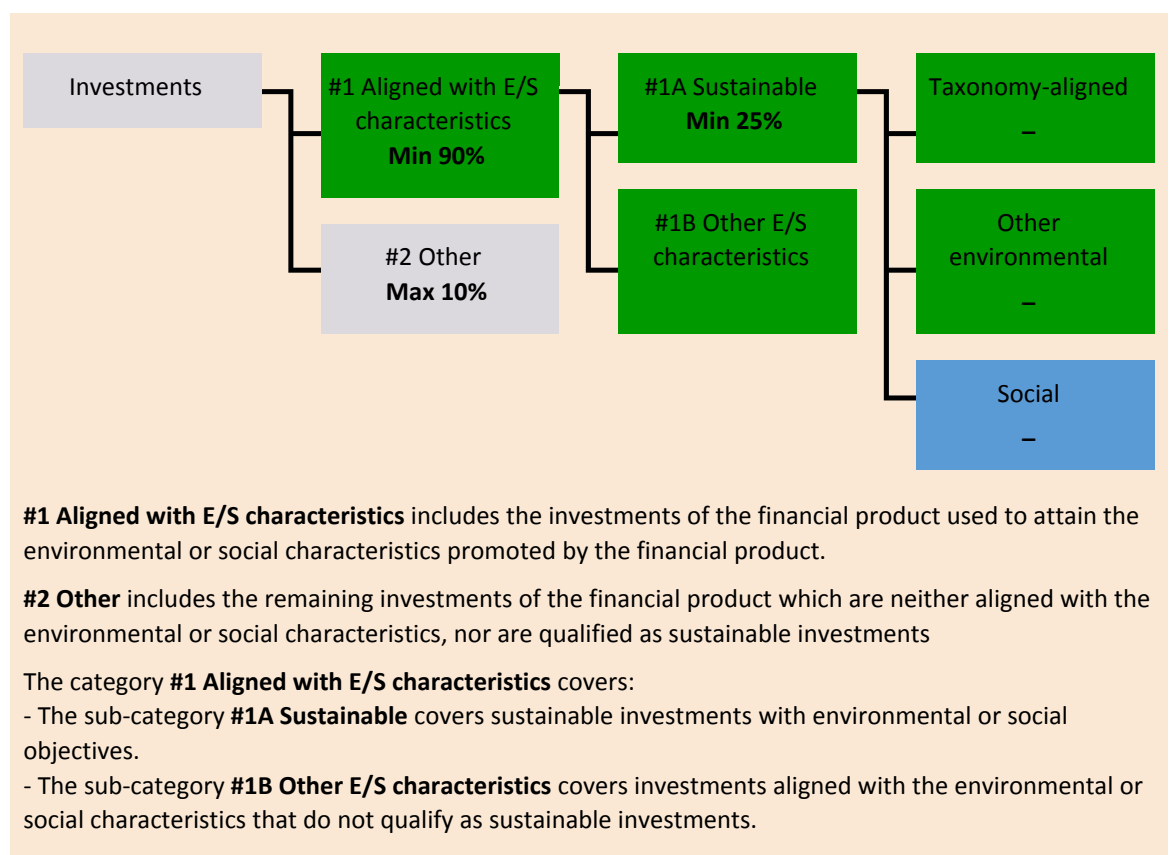 Investments
#1 Aligned with E/S
characteristics
Min 90%
#2 Other
Max 10%
#1A Sustainable
Min 25%
#1B Other E/S
characteristics
Taxonomy-aligned
–
Other
environmental
–
Social
–
#1 Aligned with E/S characteristics includes the investments of the financial product used to attain the
environmental or social characteristics promoted by the financial product.
#2 Other includes the remaining investments of the financial product which are neither aligned with the
environmental or social characteristics, nor are qualified as sustainable investments
The category #1 Aligned with E/S characteristics covers:
- The sub-category #1A Sustainable covers sustainable investments with environmental or social
objectives.
- The sub-category #1B Other E/S characteristics covers investments aligned with the environmental or
social characteristics that do not qualify as sustainable investments.